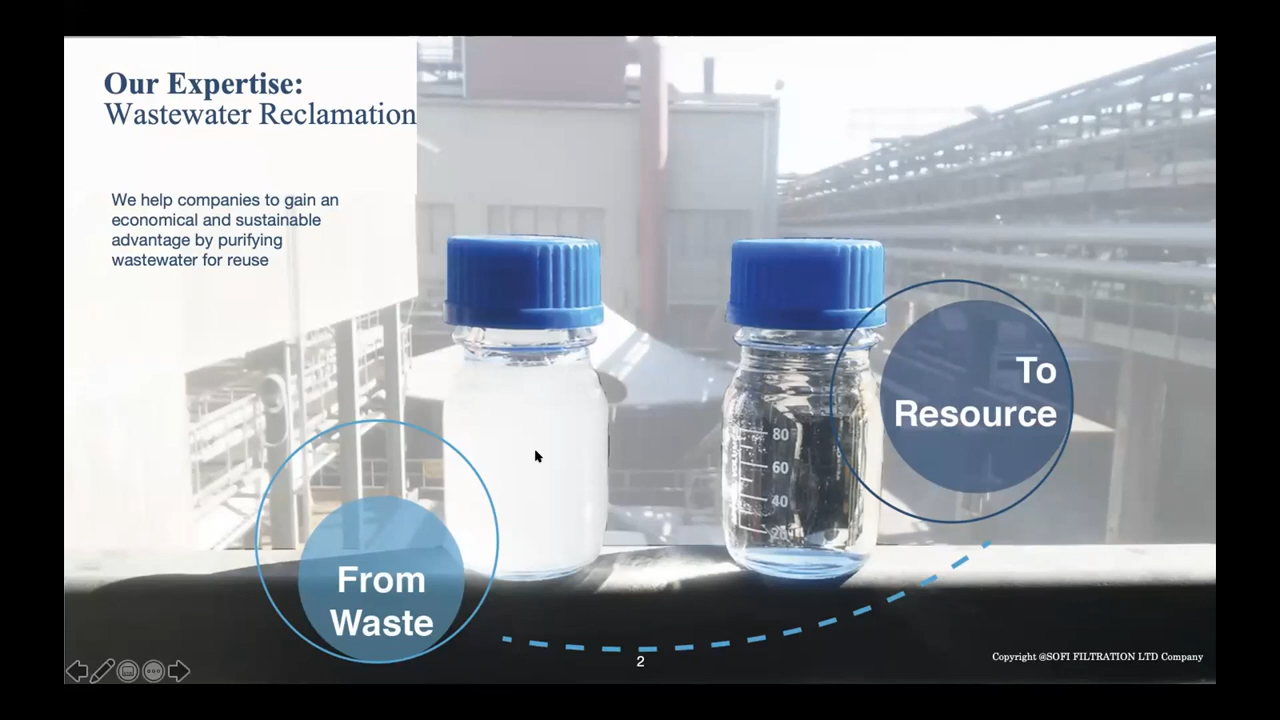 Our Expertise:
Wastewater Reclamation
We help companies to gain an
economical and sustainable
advantage by purifying
wastewater for reuse
To
Resource
80
60
40
20
From
Waste
2
Copyright @SOFI FILTRATION LTD Company